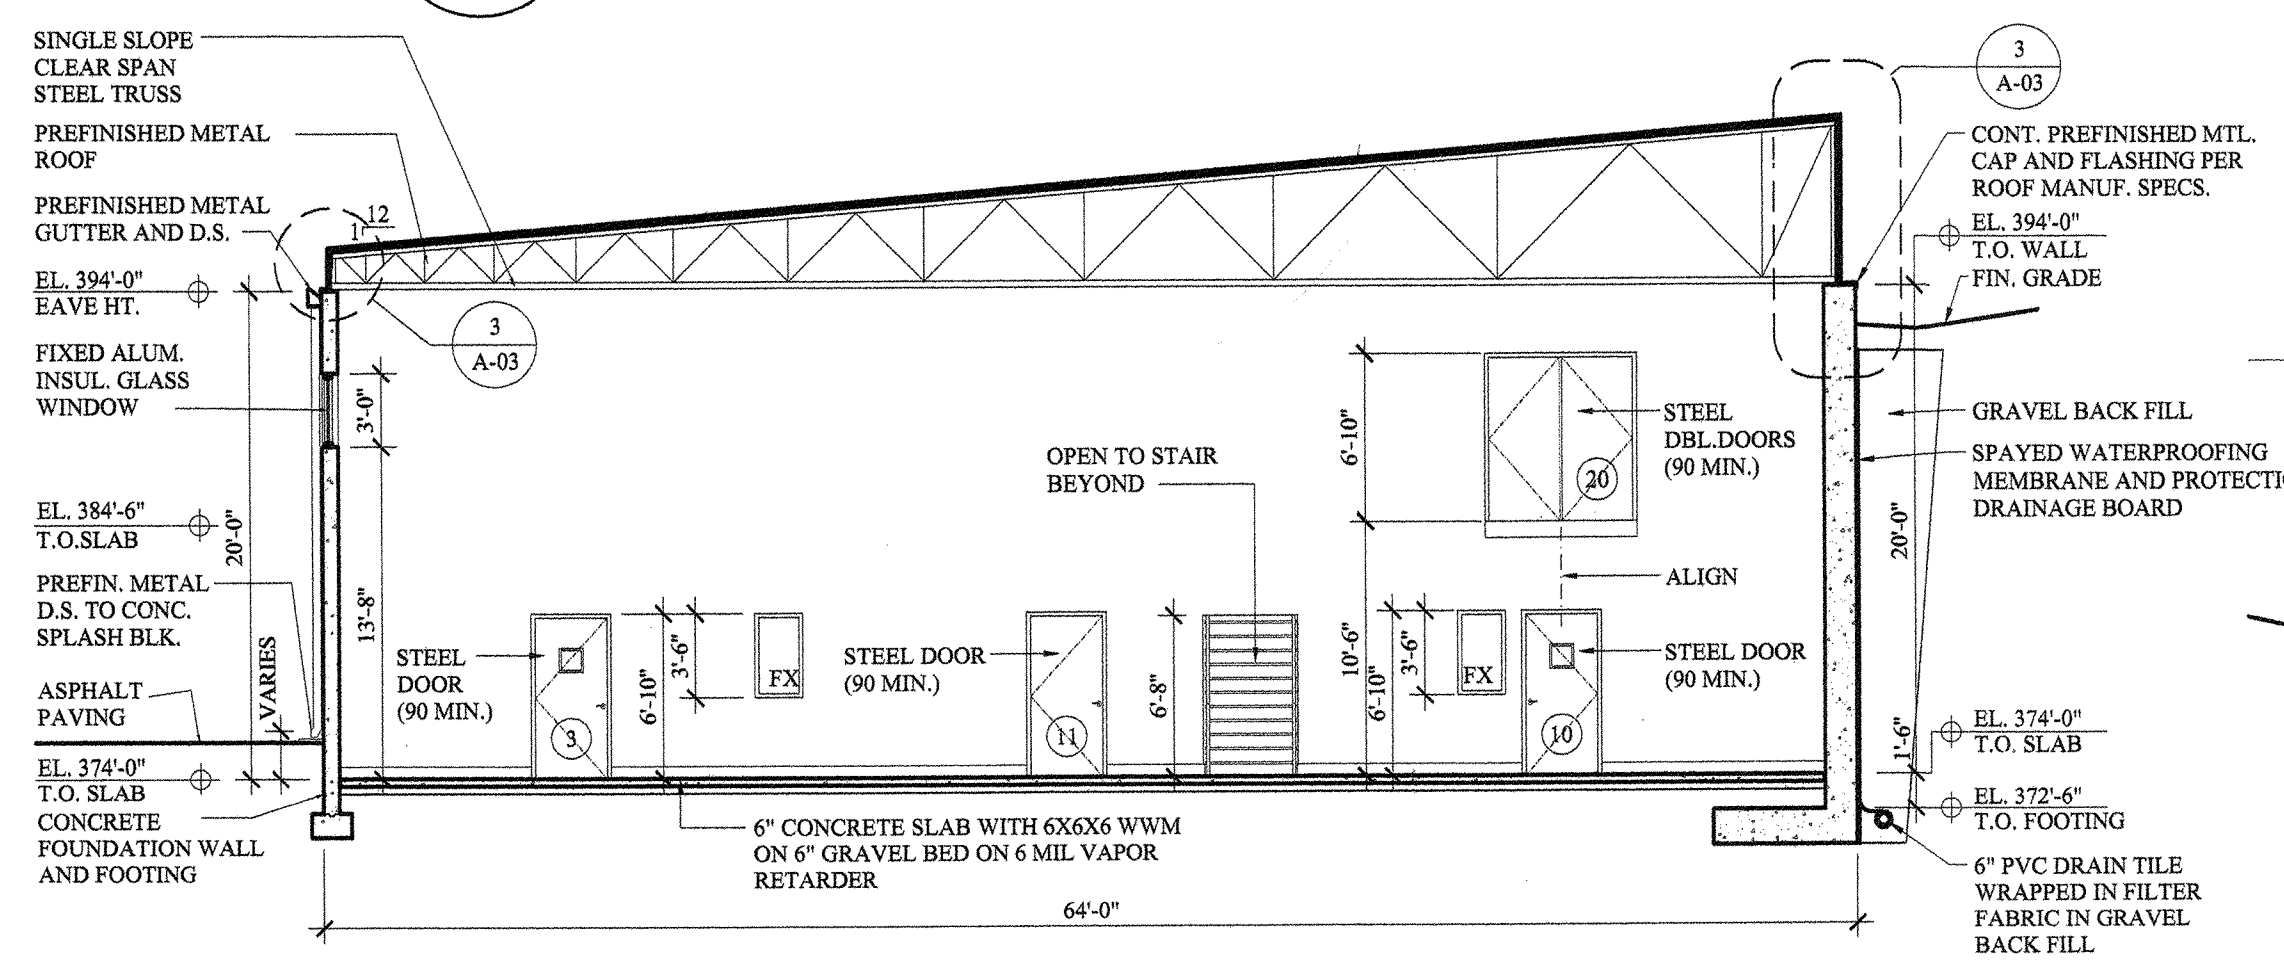 SINGLE SLOPE
CLEAR SPAN
STEEL TRUSS
PREFINISHED METAL
ROOF
PREFINISHED METAL
GUTTER AND D.S.
12
1
EL. 394'-0"
EAVE HT.
3
A-03
FIXED ALUM.
INSUL. GLASS
WINDOW
3'-0"
EL. 384'-6"
T.O.SLAB
20'-0"
PREFIN. METAL
D.S. TO CONC.
SPLASH BLK.
13'-8"
VARIES
ASPHALT
PAVING
EL. 374'-0"
T.O. SLAB
CONCRETE
FOUNDATION WALL
AND FOOTING
STEEL
DOOR
(90 MIN.)
3
6'-10"
3'-6"
FX
STEEL DOOR
(90 MIN.)
11
OPEN TO STAIR
BEYOND
6'-8"
6'-10"
10'-6"
6'-10"
3'-6"
FX
STEEL
DBL.DOORS
(90 MIN.)
20
ALIGN
STEEL DOOR
(90 MIN.)
10
6" CONCRETE SLAB WITH 6X6X6 WWM
ON 6" GRAVEL BED ON 6 MIL VAPOR
RETARDER
64'-0"
3
A-03
CONT. PREFINISHED MTL.
CAP AND FLASHING PER
ROOF MANUF. SPECS.
EL. 394'-0"
T.O. WALL
FIN. GRADE
GRAVEL BACK FILL
SPAYED WATERPROOFING
MEMBRANE AND PROTECTI
DRAINAGE BOARD
20'-0"
1'-6"
EL. 374'-0"
T.O. SLAB
EL. 372'-6"
T.O. FOOTING
6" PVC DRAIN TILE
WRAPPED IN FILTER
FABRIC IN GRAVEL
BACK FILL